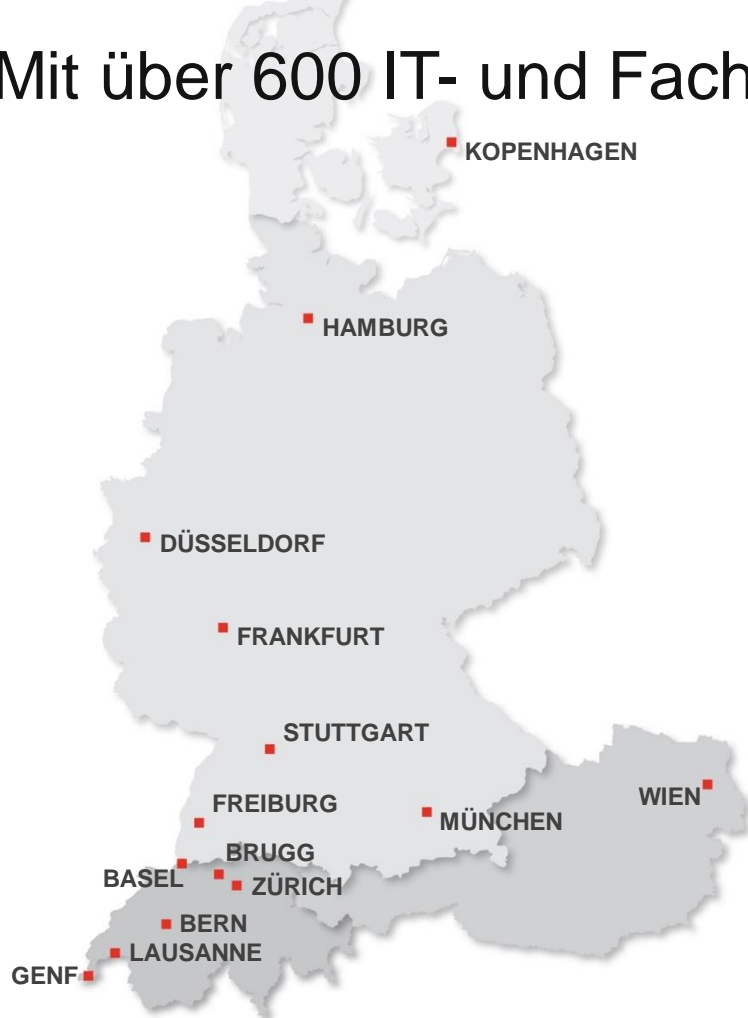 Mit über 600 IT- und Fach
KOPENHAGEN
HAMBURG
DÜSSELDORF
FRANKFURT
STUTTGART
WIEN
FREIBURG
MÜNCHEN
BRUGG
BASEL
ZÜRICH
BERN
LAUSANNE
GENF